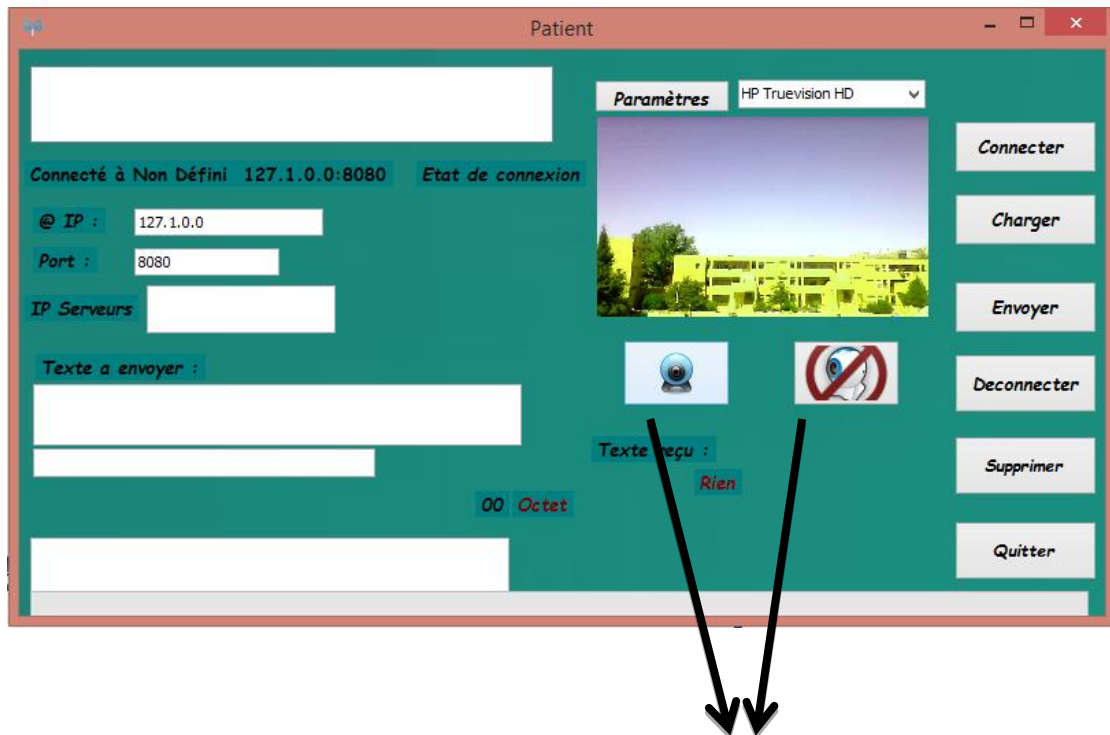 Patient
Paramètres
HP Truevision HD
Connecter
Connecté à Non Défini 127.1.0.0:8080 Etat de connexion
@ IP :
127.1.0.0
Charger
Port :
8080
IP Serveurs
Envoyer
Texte a envoyer :
Deconnecter
Texte reçu :
Rien
Supprimer
00 Octet
Quitter